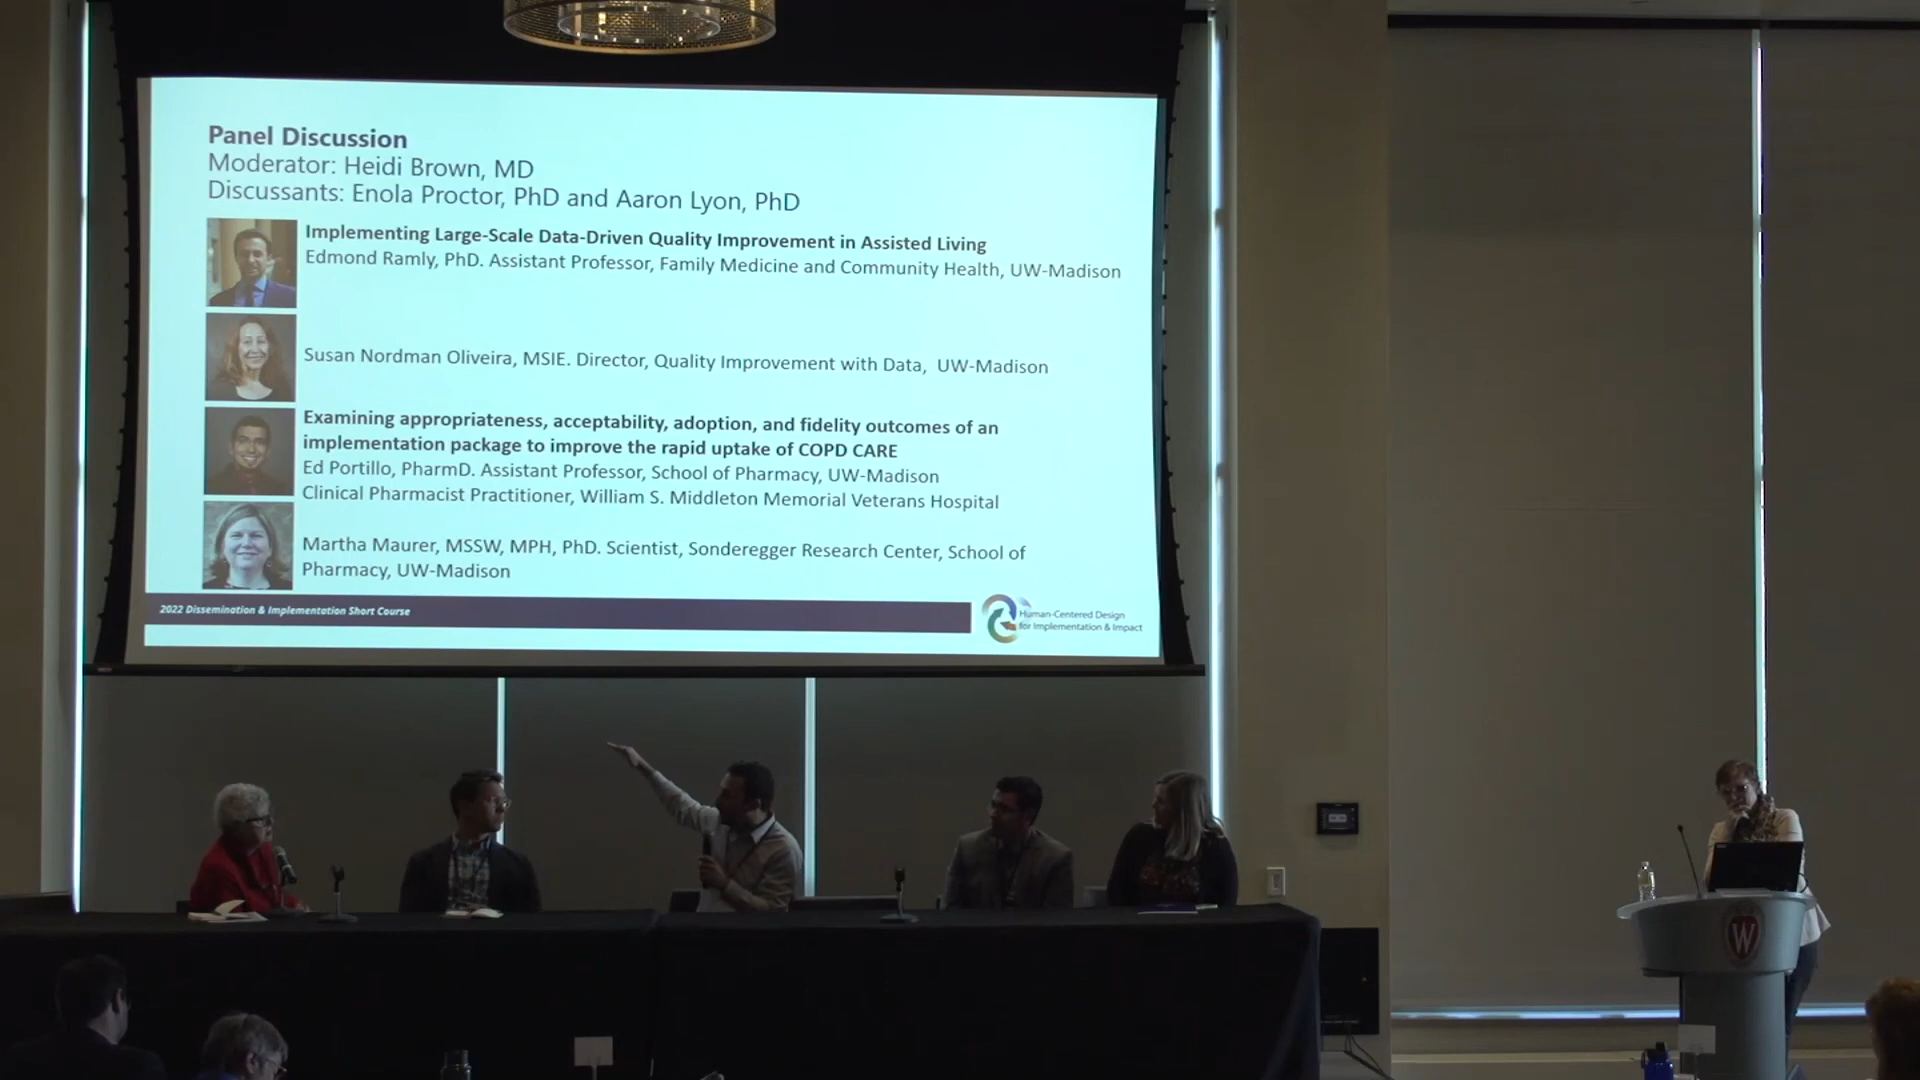 Panel Discussion
Moderator: Heidi Brown, MD
Discussants: Enola Proctor, PhD and Aaron Lyon, PhD
Implementing Large-Scale Data-Driven Quality Improvement in Assisted Living
Edmond Ramly, PhD. Assistant Professor, Family Medicine and Community Health, UW-Madison
Susan Nordman Oliveira, MSIE. Director, Quality Improvement with Data, UW-Madison
Examining appropriateness, acceptability, adoption, and fidelity outcomes of an
implementation package to improve the rapid uptake of COPD CARE
Ed Portillo, PharmD. Assistant Professor, School of Pharmacy, UW-Madison
Clinical Pharmacist Practitioner, William S. Middleton Memorial Veterans Hospital
Martha Maurer, MSSW, MPH, PhD. Scientist, Sonderegger Research Center, School of
Pharmacy, UW-Madison
2022 Dissemination & Implementation Short Course
Human-Centered Design
for Implementation & Impact
W